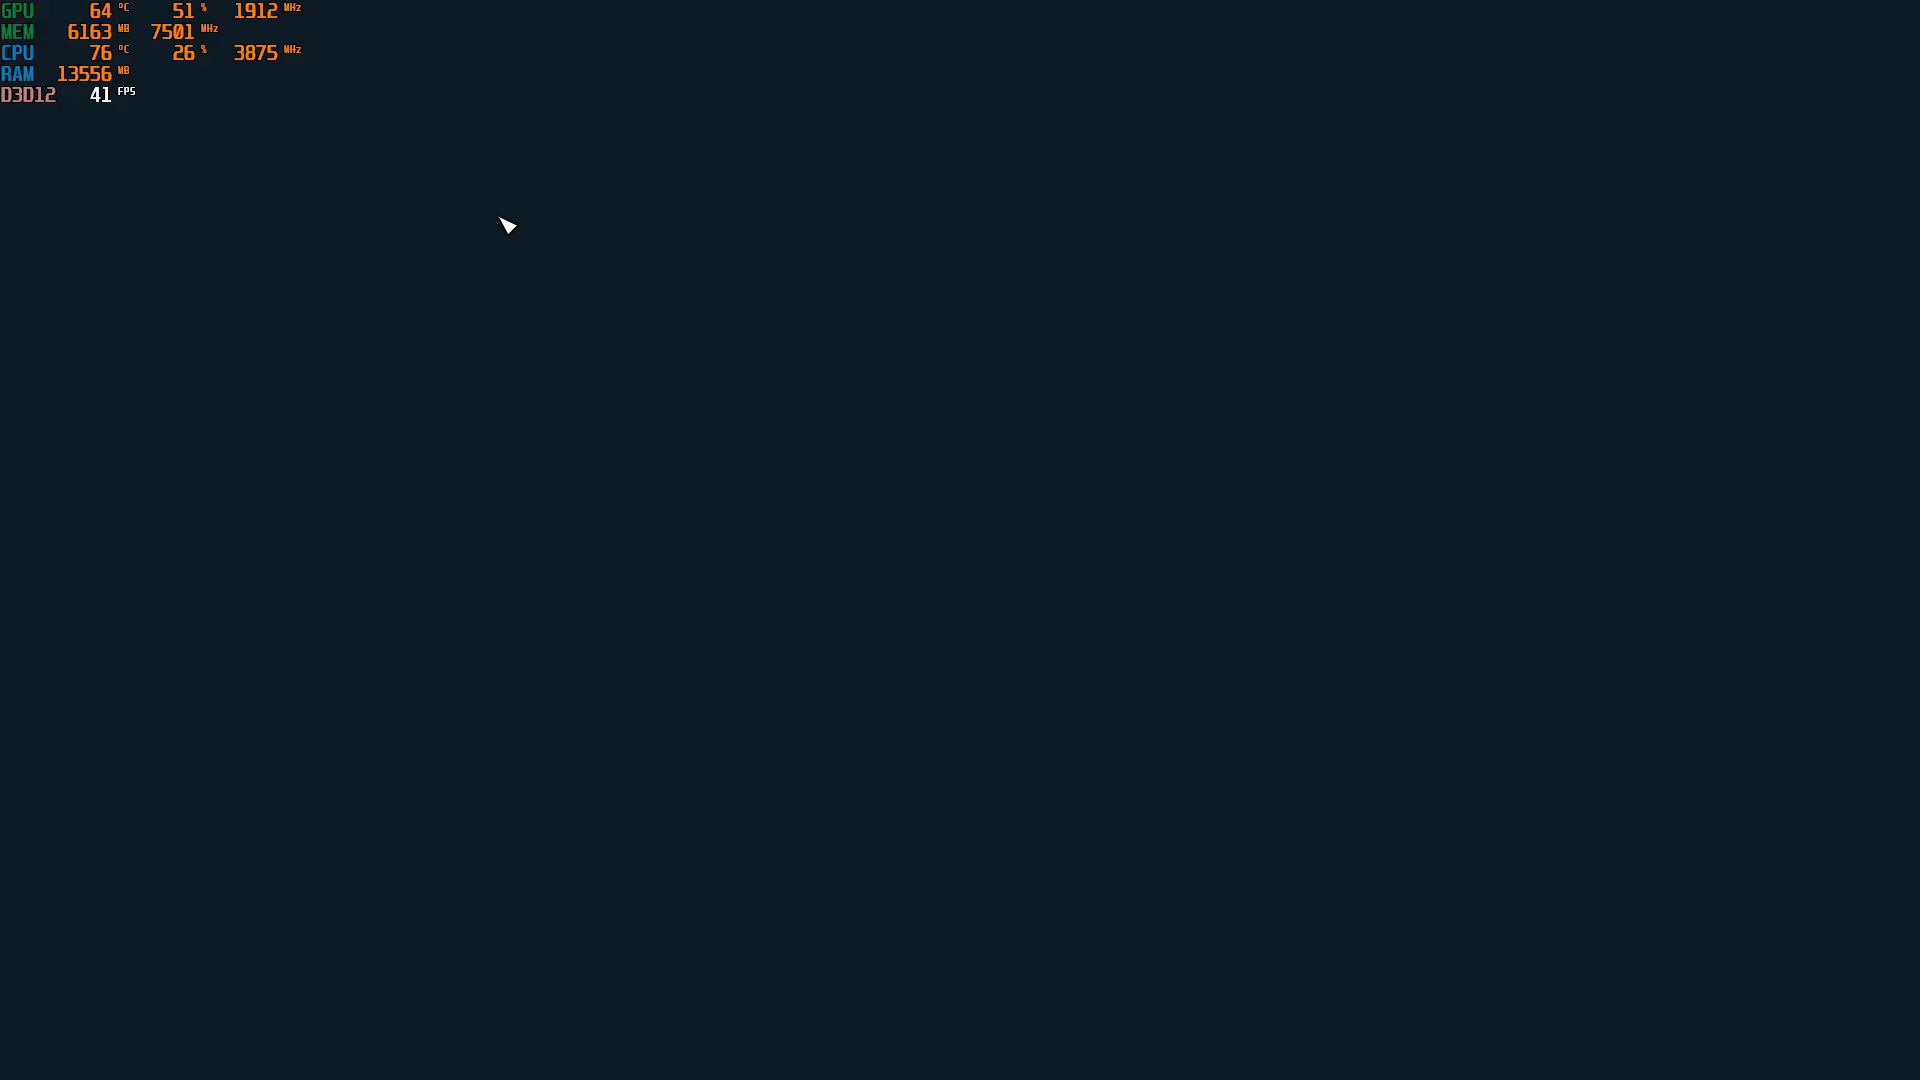 GPU 64 °C 51 % 1912 MHz
MEM 6163 MB 7501 MHz
CPU 76 °C 26 % 3875 MHz
RAM 13556 MB
D3D12 41 FPS